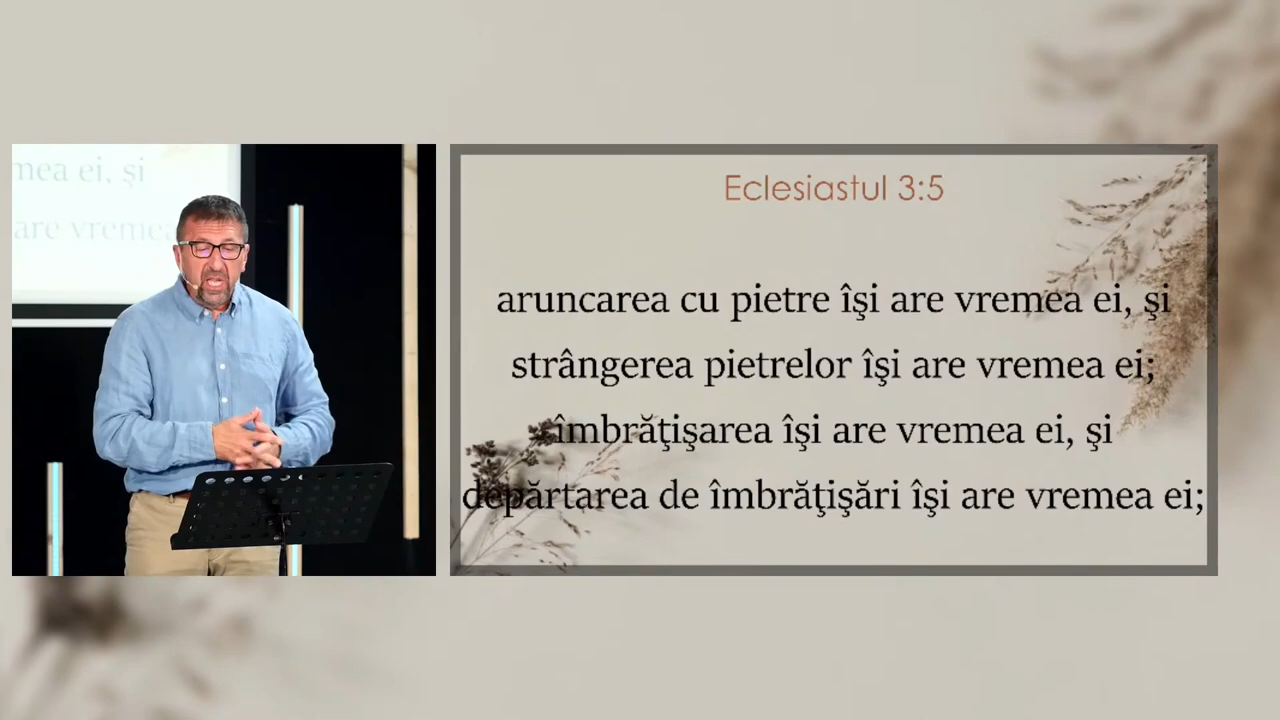 mea ei, și
are vremea
Eclesiastul 3:5
aruncarea cu pietre îşi are vremea ei, şi
strângerea pietrelor îşi are vremea ei;
îmbrăţişarea îşi are vremea ei, şi
depărtarea de îmbrăţişări îşi are vremea ei;